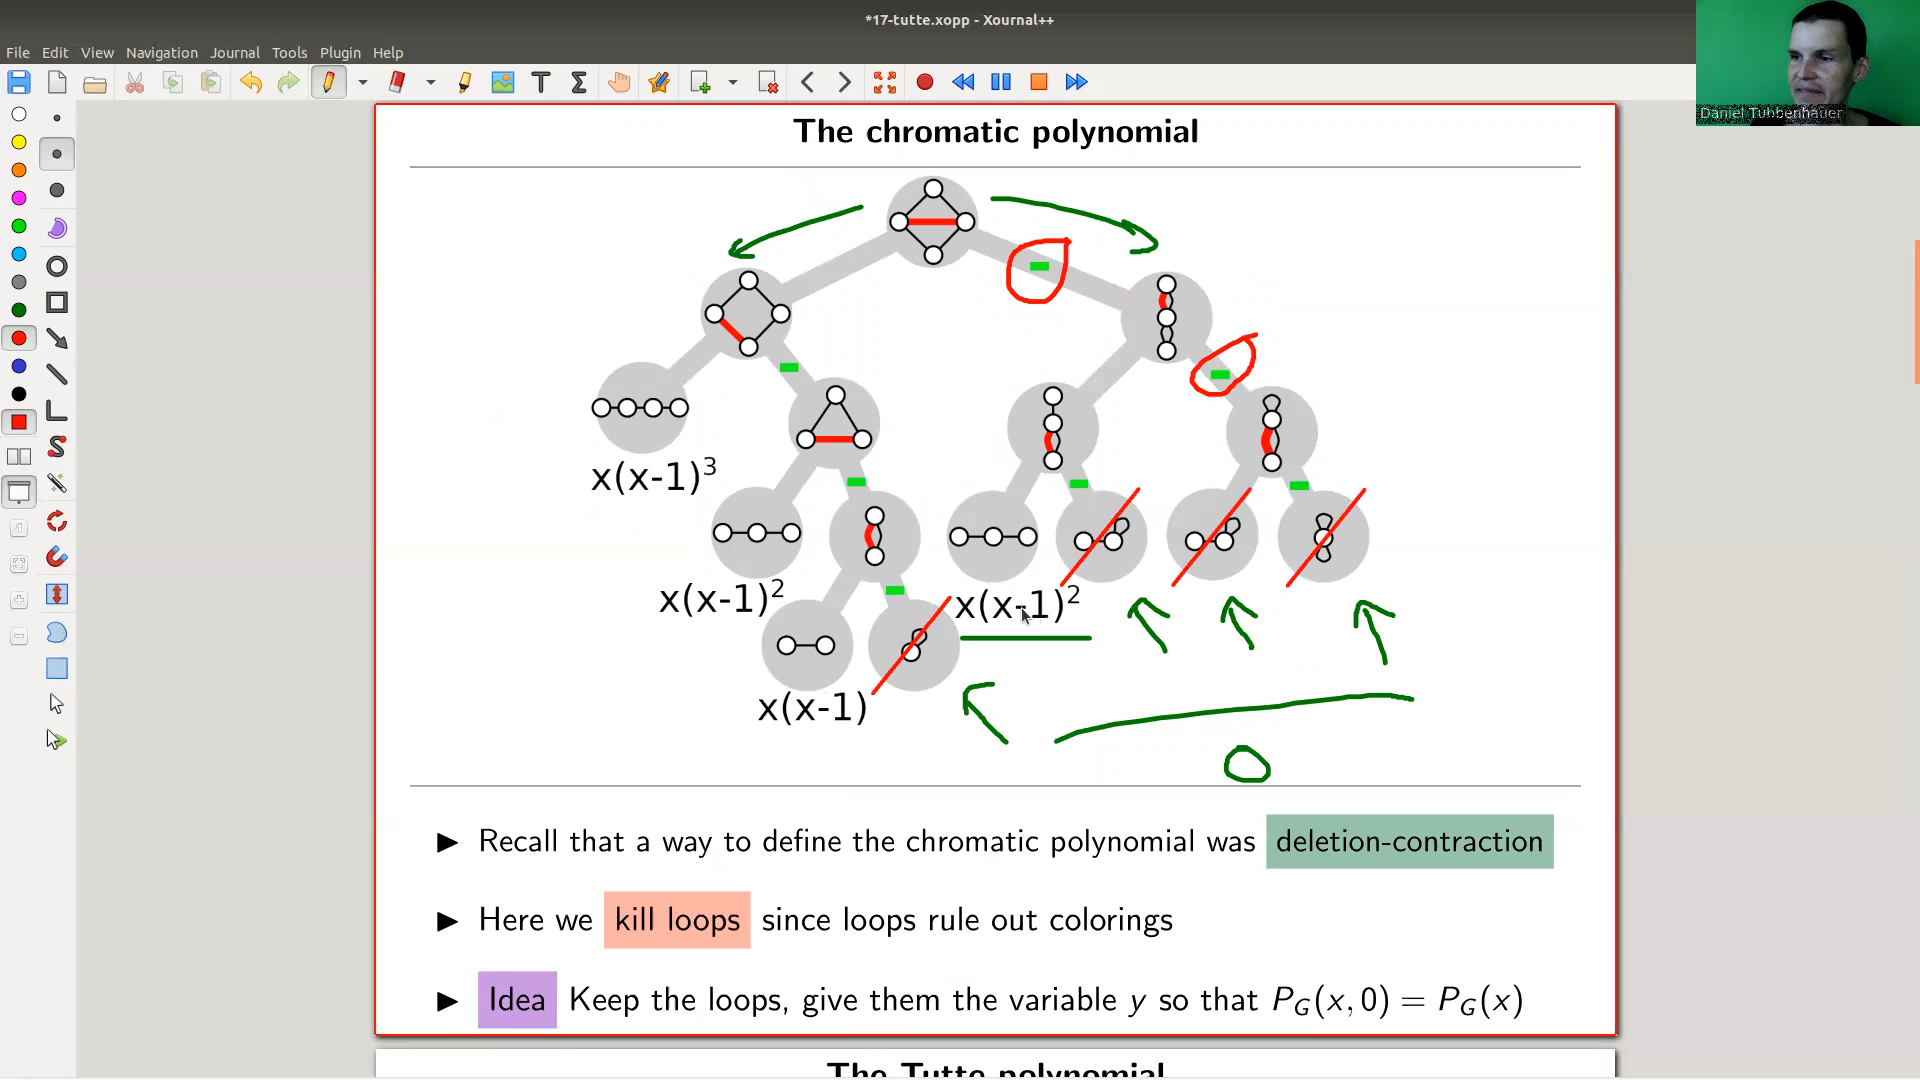 *17-tutte.xopp - Xournal++
File Edit View Navigation Journal Tools Plugin Help
Daniel Tubbenhauer
The chromatic polynomial
x(x-1)³
x(x-1)²
x(x-1)²
x(x-1)
0
► Recall that a way to define the chromatic polynomial was deletion-contraction
► Here we kill loops since loops rule out colorings
► Idea Keep the loops, give them the variable y so that P_G(x, 0) = P_G(x)
The Tutte polynomial